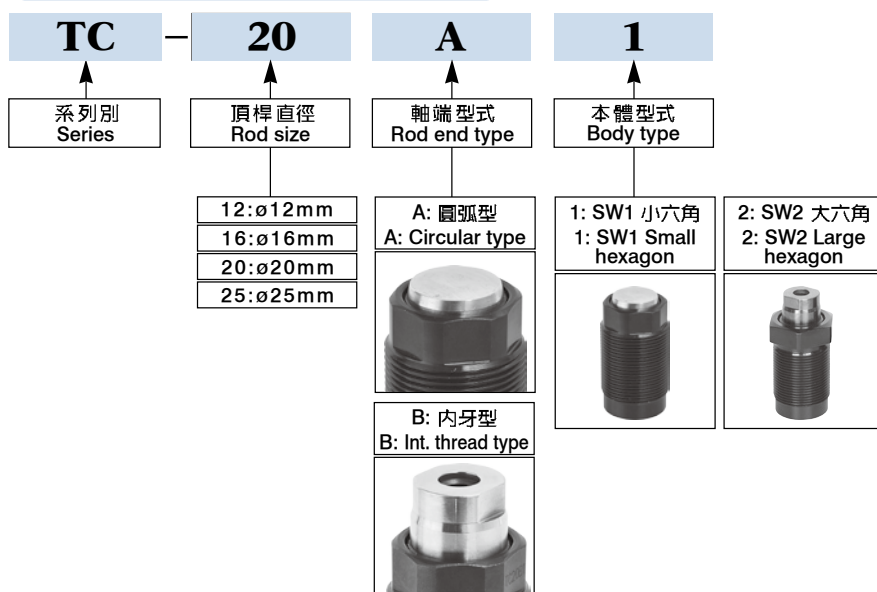 TC – 20 A 1
系列別
Series
頂桿直徑
Rod size
軸端型式
Rod end type
本體型式
Body type
12:ø12mm
16:ø16mm
20:ø20mm
25:ø25mm
A: 圓弧型
A: Circular type
B: 內牙型
B: Int. thread type
1: SW1 小六角
1: SW1 Small
hexagon
2: SW2 大六角
2: SW2 Large
hexagon